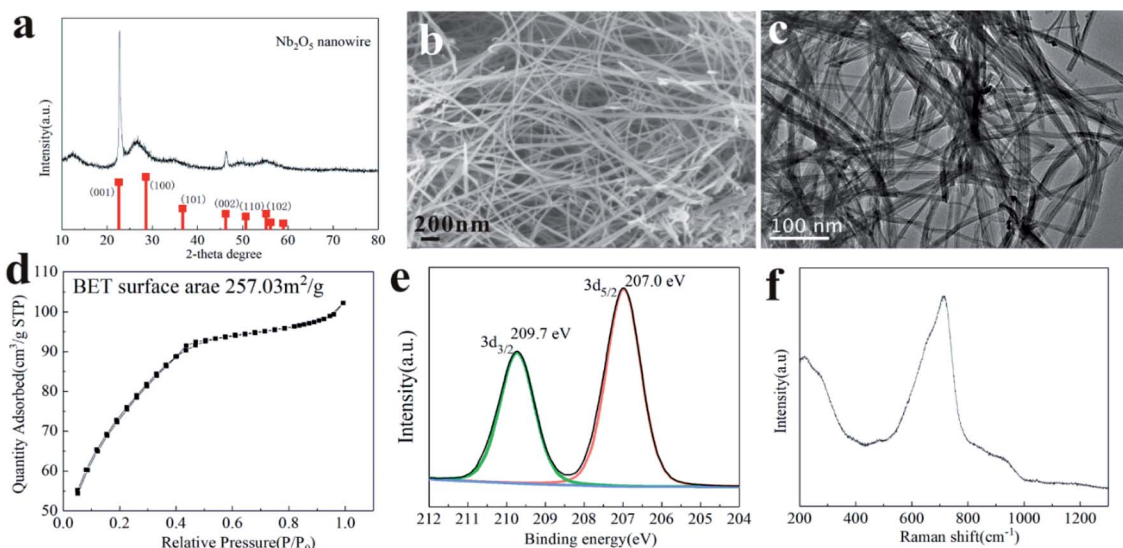 a
Nb₂O₅ nanowire
Intensity(a.u.)
(001)
(100)
(101)
(002)
(110)
(102)
10 20 30 40 50 60 70 80
2-theta degree
b
200nm
c
100 nm
d
BET surface arae 257.03m²/g
Quantity Adsorbed(cm³/g STP)
110
100
90
80
70
60
50
0.0 0.2 0.4 0.6 0.8 1.0
Relative Pressure(P/P₀)
e
3d₅/₂ 207.0 eV
3d₃/₂ 209.7 eV
Intensity(a.u.)
212 211 210 209 208 207 206 205 204
Binding energy(eV)
f
Intensity(a.u)
200 400 600 800 1000 1200
Raman shift(cm⁻¹)